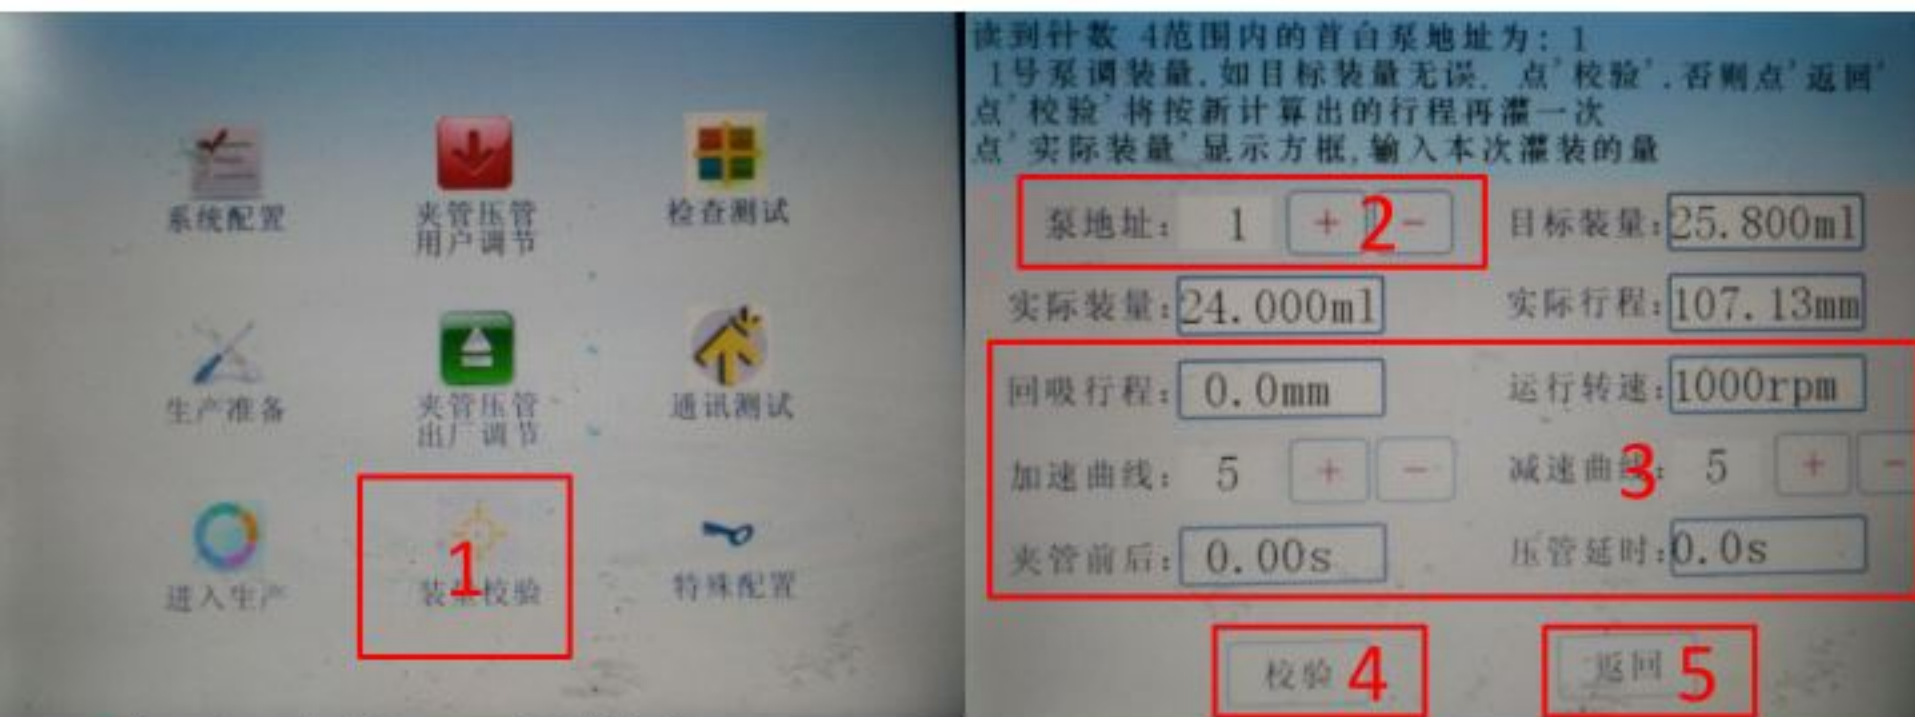 系统配置
夹管压管
用户调节
检查测试
生产准备
夹管压管
出厂调节
通讯测试
进入生产
1
装量校验
特殊配置
读到针数 4范围内的首台泵地址为: 1
1号泵调装量,如目标装量无误, 点'校验',否则点'返回'
点'校验'将按新计算出的行程再灌一次
点'实际装量'显示方框,输入本次灌装的量
泵地址: 1 + 2 - 目标装量: 25.800ml
实际装量: 24.000ml 实际行程: 107.13mm
回吸行程: 0.0mm 运行转速: 1000rpm
加速曲线: 5 + - 减速曲线: 3 5 + -
夹管前后: 0.00s 压管延时: 0.0s
校验 4 返回 5